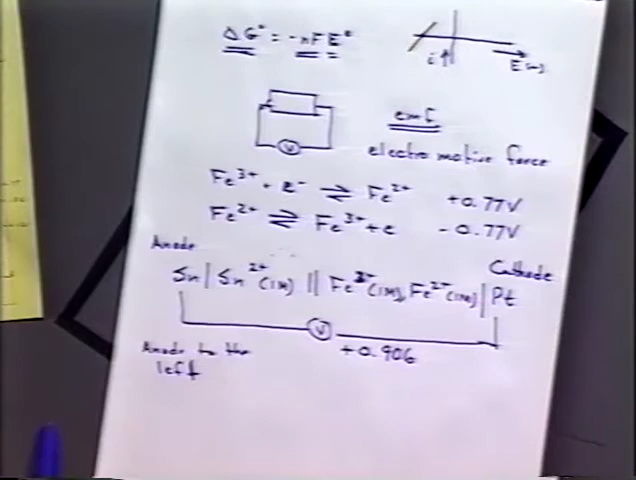 ΔG° = -nFE°
i↑ E(-)
V
emf
electro motive force
Fe³⁺ + e⁻ ⇌ Fe²⁺ +0.77V
Fe²⁺ ⇌ Fe³⁺ + e -0.77V
Anode
Cathode
Sn | Sn²⁺(1M) || Fe³⁺(1M), Fe²⁺(1M) | Pt
V
+0.906
Anode to the
left